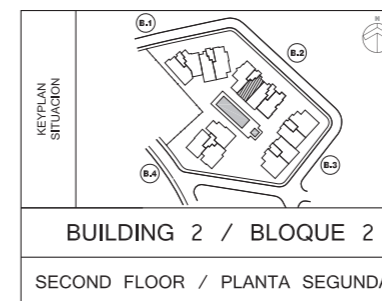 B.1
N
B.2
KEYPLAN
SITUACION
B.4
B.3
BUILDING 2 / BLOQUE 2
SECOND FLOOR / PLANTA SEGUNDA